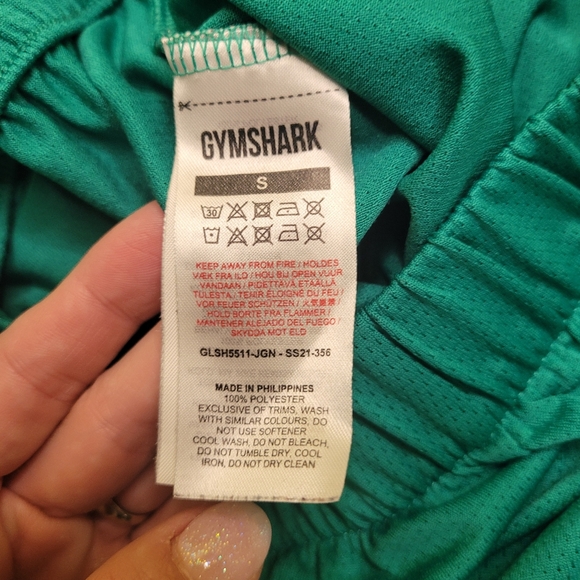 GYMSHARK
S
30
KEEP AWAY FROM FIRE / HOLDES
VÆK FRA ILD / HOU BIJ OPEN VUUR
VANDAAN / PIDETTÄVÄ ETÄÄLLÄ
TULESTA. TENIR ÉLOIGNÉ DU FEU /
VOR FEUER SCHÜTZEN / 火気厳禁 /
HOLD BORTE FRA FLAMMER /
MANTENER ALEJADO DEL FUEGO /
SKYDDA MOT ELD
GLSH5511-JGN - SS21-356
MADE IN PHILIPPINES
100% POLYESTER
EXCLUSIVE OF TRIMS, WASH
WITH SIMILAR COLOURS, DO
NOT USE SOFTENER
COOL WASH, DO NOT BLEACH,
DO NOT TUMBLE DRY, COOL
IRON, DO NOT DRY CLEAN